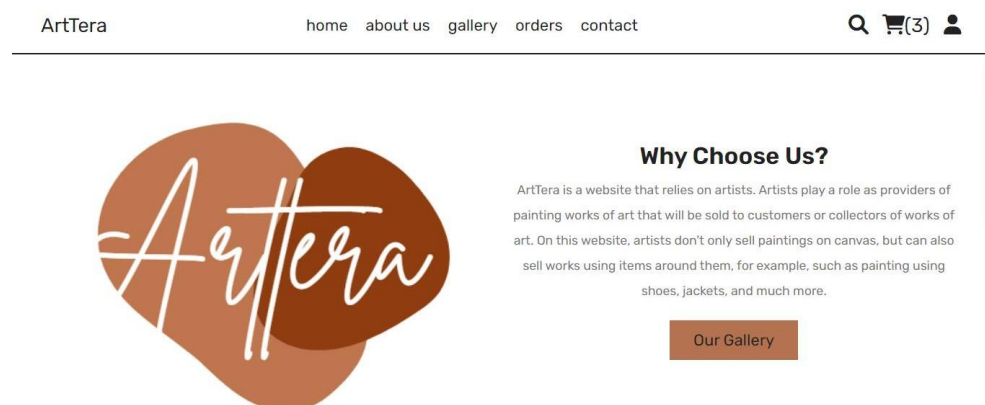 ArtTera
home about us gallery orders contact
(3)
Arttera
Why Choose Us?
ArtTera is a website that relies on artists. Artists play a role as providers of
painting works of art that will be sold to customers or collectors of works of
art. On this website, artists don't only sell paintings on canvas, but can also
sell works using items around them, for example, such as painting using
shoes, jackets, and much more.
Our Gallery